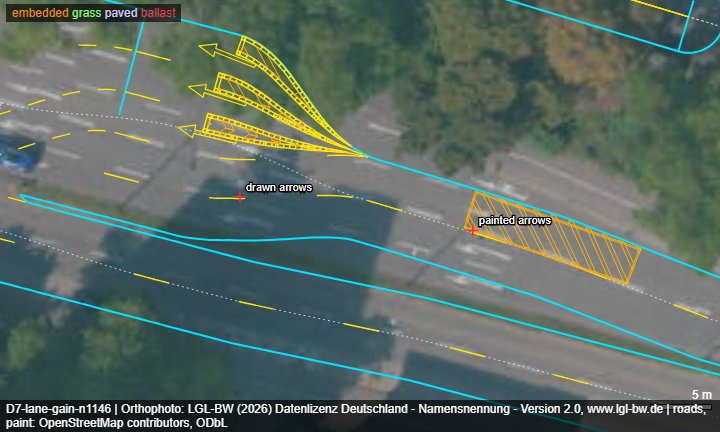 embedded grass paved ballast
drawn arrows
painted arrows
5 m
D7-lane-gain-n1146 | Orthophoto: LGL-BW (2026) Datenlizenz Deutschland - Namensnennung - Version 2.0, www.lgl-bw.de | roads,
paint: OpenStreetMap contributors, ODbL